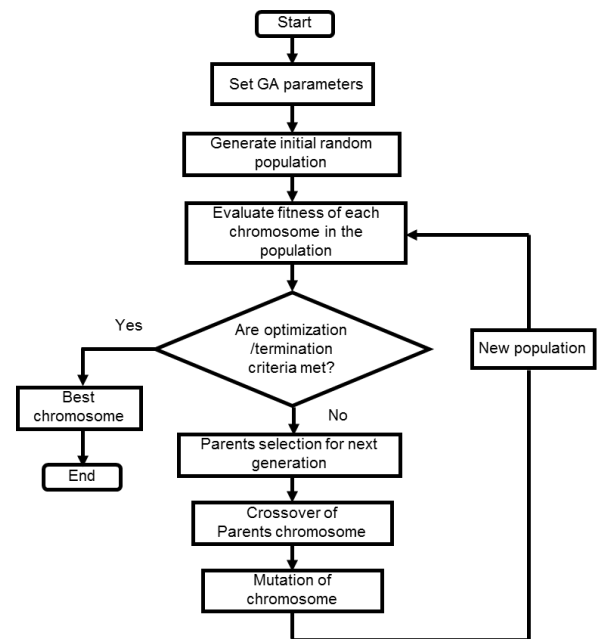 Start
Set GA parameters
Generate initial random
population
Evaluate fitness of each
chromosome in the
population
Are optimization
/termination
criteria met?
Yes
Best
chromosome
End
No
Parents selection for next
generation
Crossover of
Parents chromosome
Mutation of
chromosome
New population